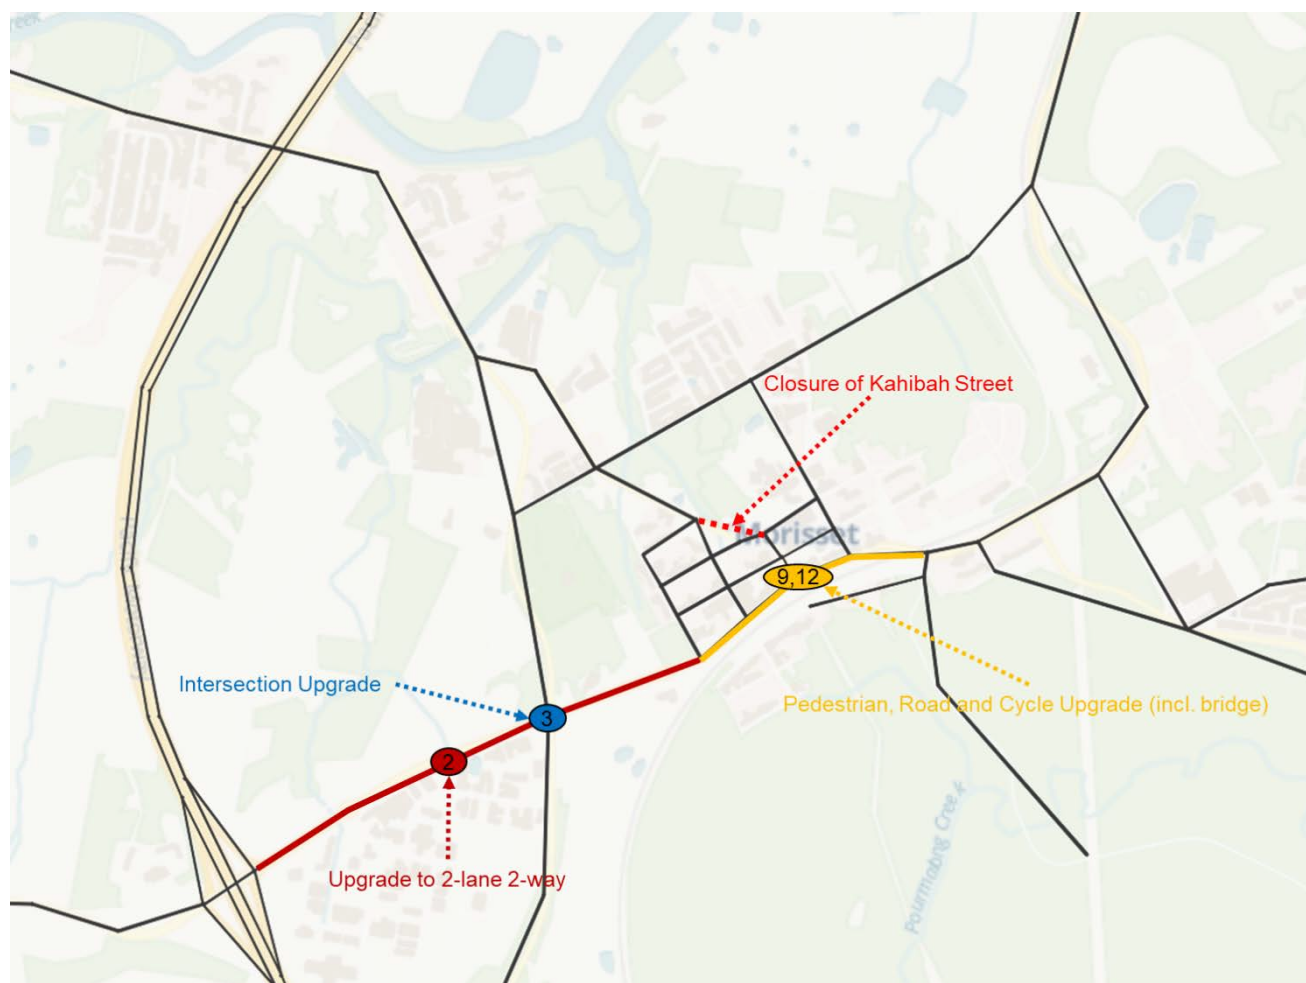 Closure of Kahibah Street
Morisset
9,12
Intersection Upgrade
Pedestrian, Road and Cycle Upgrade (incl. bridge)
3
2
Upgrade to 2-lane 2-way